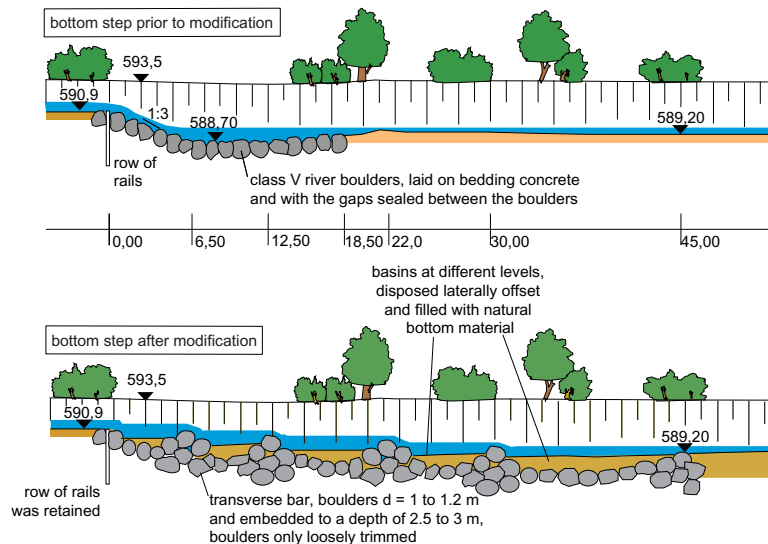 bottom step prior to modification
593,5
590,9
1:3
588,70
589,20
row of
rails
class V river boulders, laid on bedding concrete
and with the gaps sealed between the boulders
0,00 6,50 12,50 18,50 22,0 30,00 45,00
basins at different levels,
disposed laterally offset
and filled with natural
bottom material
bottom step after modification
593,5
590,9
589,20
row of rails
was retained
transverse bar, boulders d = 1 to 1.2 m
and embedded to a depth of 2.5 to 3 m,
boulders only loosely trimmed